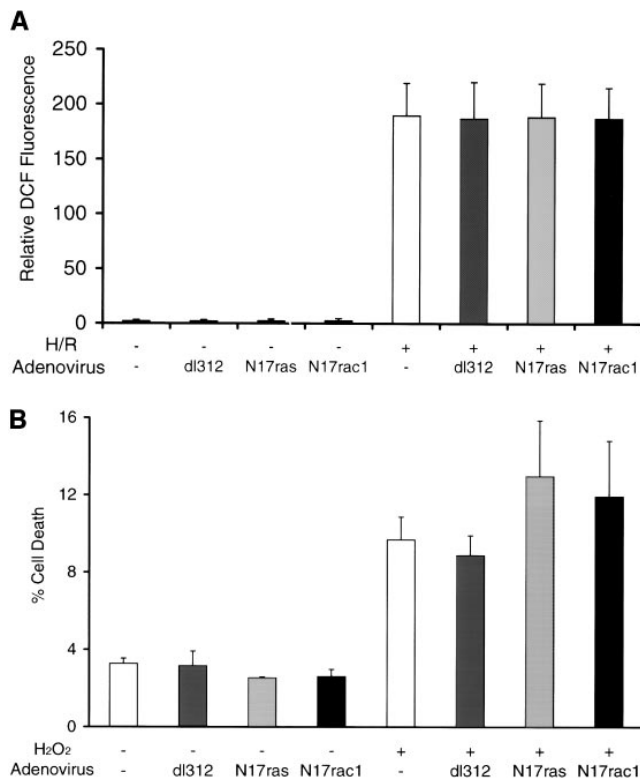 A
250
200
150
100
50
0
Relative DCF Fluorescence
H/R - - - - + + + +
Adenovirus - dl312 N17ras N17rac1 - dl312 N17ras N17rac1
B
16
12
8
4
0
% Cell Death
H₂O₂ - - - - + + + +
Adenovirus - dl312 N17ras N17rac1 - dl312 N17ras N17rac1